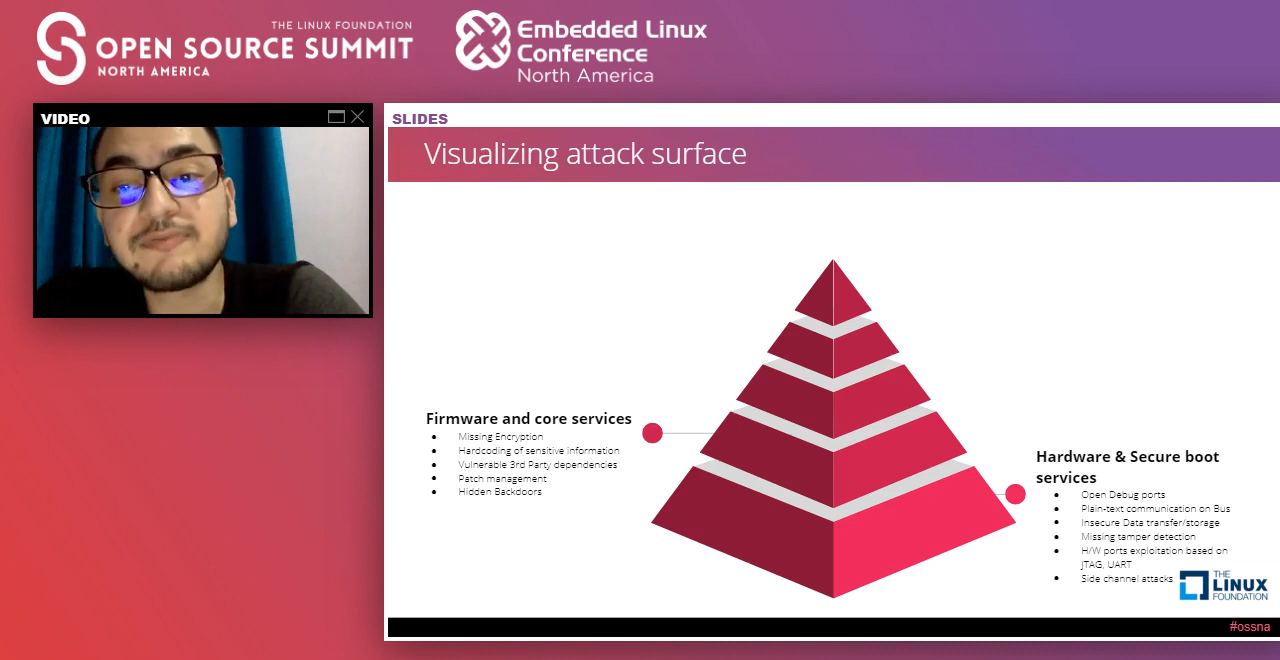 THE LINUX FOUNDATION
OPEN SOURCE SUMMIT
NORTH AMERICA
Embedded Linux
Conference
North America
VIDEO
SLIDES
Visualizing attack surface
Firmware and core services
• Missing Encryption
• Hardcoding of sensitive information
• Vulnerable 3rd Party dependencies
• Patch management
• Hidden Backdoors
Hardware & Secure boot
services
• Open Debug ports
• Plain-text communication on Bus
• Insecure Data transfer/storage
• Missing tamper detection
• H/W ports exploitation based on
JTAG, UART
• Side channel attacks
THE
LINUX
FOUNDATION
#ossna